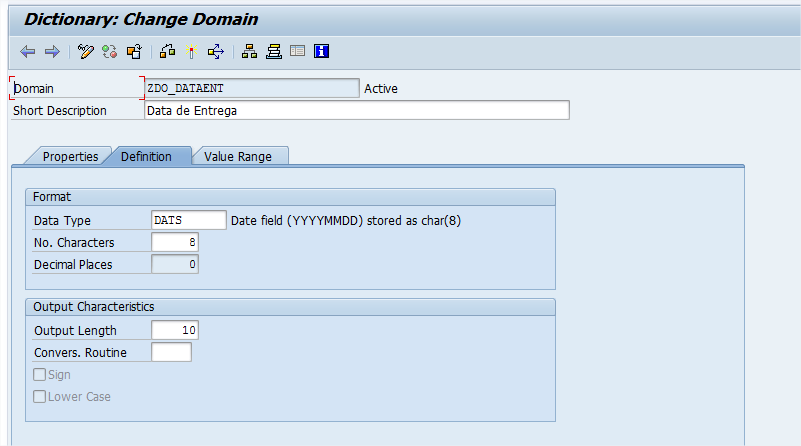 Dictionary: Change Domain
Domain ZDO_DATAENT Active
Short Description Data de Entrega
Properties Definition Value Range
Format
Data Type DATS Date field (YYYYMMDD) stored as char(8)
No. Characters 8
Decimal Places 0
Output Characteristics
Output Length 10
Convers. Routine
Sign
Lower Case